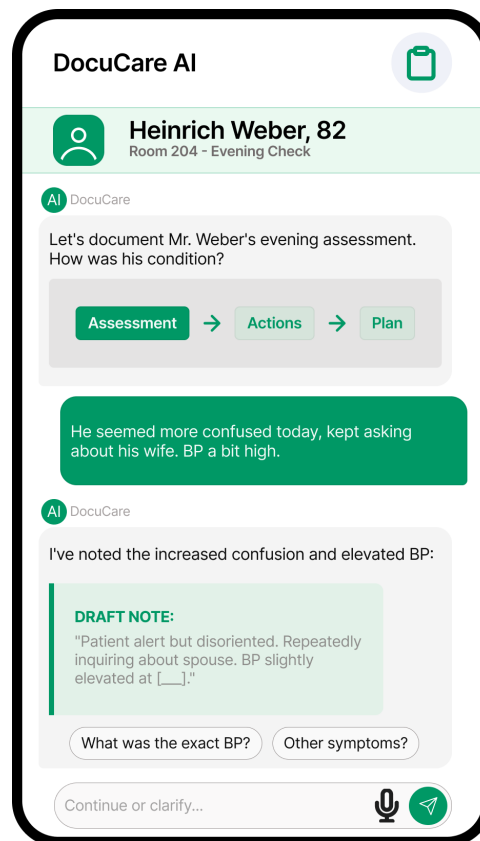 DocuCare AI
Heinrich Weber, 82
Room 204 - Evening Check
AI DocuCare
Let's document Mr. Weber's evening assessment.
How was his condition?
Assessment → Actions → Plan
He seemed more confused today, kept asking
about his wife. BP a bit high.
AI DocuCare
I've noted the increased confusion and elevated BP:
DRAFT NOTE:
"Patient alert but disoriented. Repeatedly
inquiring about spouse. BP slightly
elevated at [___]."
What was the exact BP? Other symptoms?
Continue or clarify...